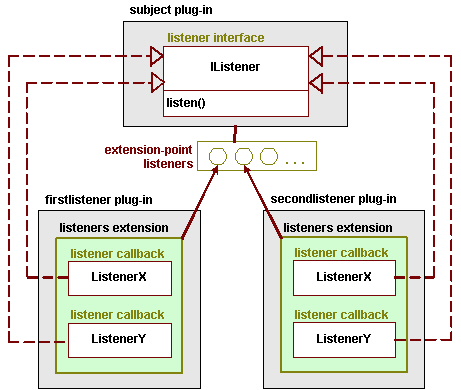 subject plug-in
listener interface
IListener
listen()
extension-point
listeners
. . .
firstlistener plug-in
listeners extension
listener callback
ListenerX
listener callback
ListenerY
secondlistener plug-in
listeners extension
listener callback
ListenerX
listener callback
ListenerY